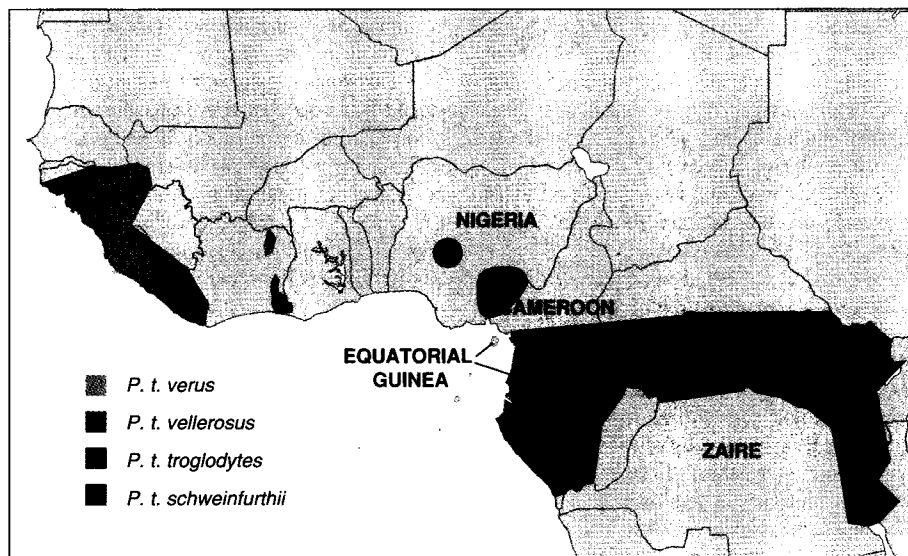 NIGERIA
CAMEROON
EQUATORIAL
GUINEA
ZAIRE
P. t. verus
P. t. vellerosus
P. t. troglodytes
P. t. schweinfurthii